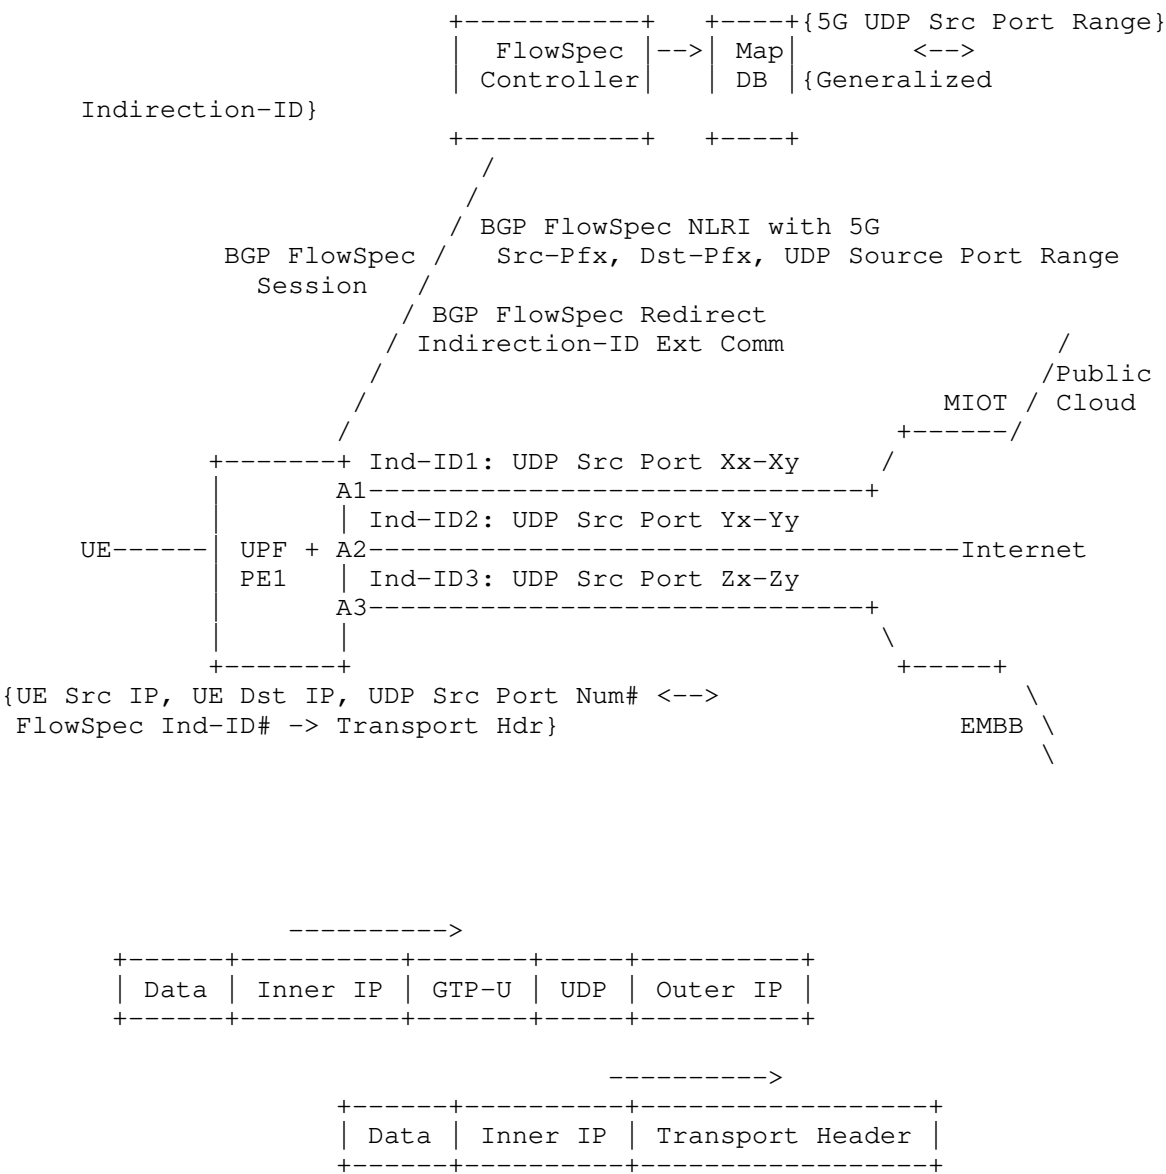 +-----------+   +----+{5G UDP Src Port Range}
|  FlowSpec |-->| Map|       <-->
| Controller|   | DB |{Generalized
Indirection-ID}
+-----------+   +----+
/
/
/ BGP FlowSpec NLRI with 5G
BGP FlowSpec /   Src-Pfx, Dst-Pfx, UDP Source Port Range
Session   /
/ BGP FlowSpec Redirect
/ Indirection-ID Ext Comm                 /
/                                         /Public
/                                    MIOT / Cloud
/                                   +------/
+-------+ Ind-ID1: UDP Src Port Xx-Xy     /
|       A1-------------------------------+
|       | Ind-ID2: UDP Src Port Yx-Yy
UE------| UPF + A2-------------------------------------Internet
| PE1   | Ind-ID3: UDP Src Port Zx-Zy
|       A3-------------------------------+
|       |                                 \
+-------+                                  +-----+
{UE Src IP, UE Dst IP, UDP Src Port Num# <-->                    \
FlowSpec Ind-ID# -> Transport Hdr}                          EMBB \
\
---------->
+------+----------+-------+-----+----------+
| Data | Inner IP | GTP-U | UDP | Outer IP |
+------+----------+-------+-----+----------+
---------->
+------+----------+------------------+
| Data | Inner IP | Transport Header |
+------+----------+------------------+